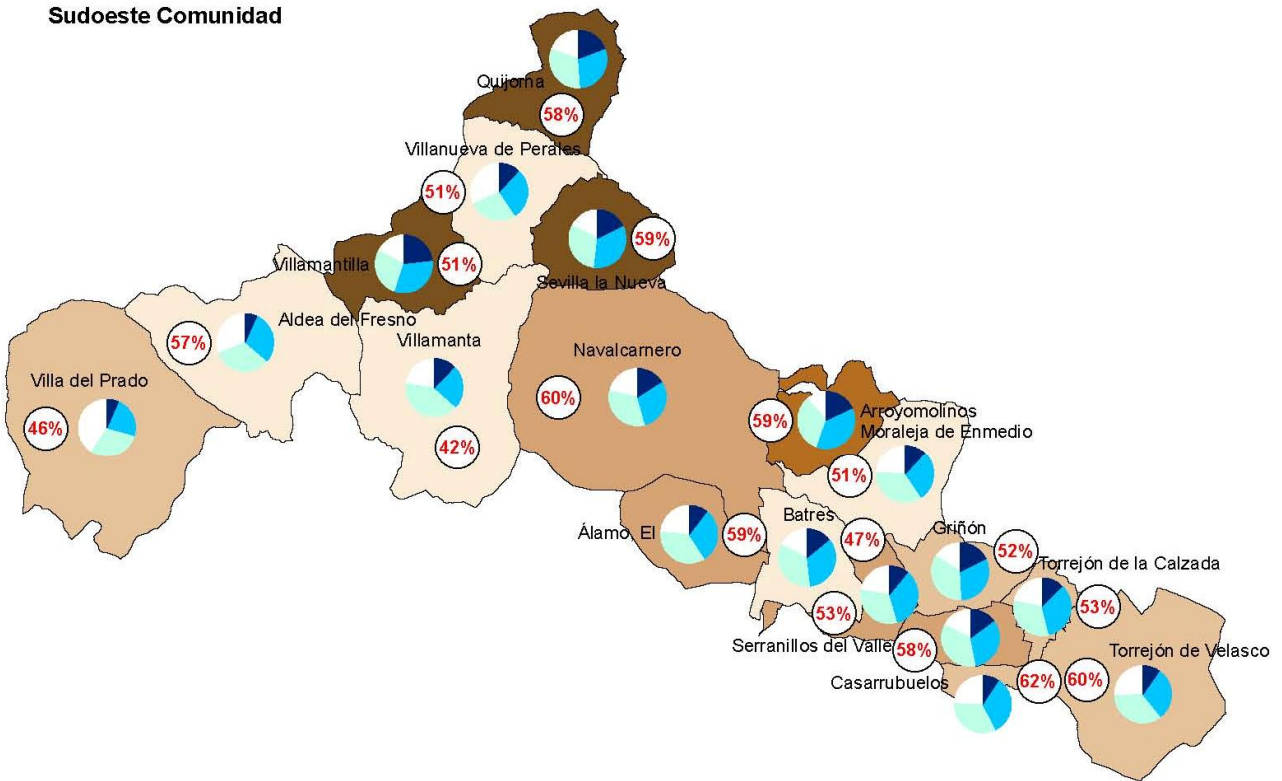 Sudoeste Comunidad
Quijorna
58%
Villanueva de Perales
51%
59%
Villamantilla
51%
Sevilla la Nueva
Aldea del Fresno
57%
Villamanta
Navalcarnero
Villa del Prado
60%
46%
42%
59%
Arroyomolinos
Moraleja de Enmedio
51%
Batres
Álamo, El
59%
47%
Griñón
52%
Torrejón de la Calzada
53%
53%
Serranillos del Valle
58%
Torrejón de Velasco
Casarrubuelos
62%
60%